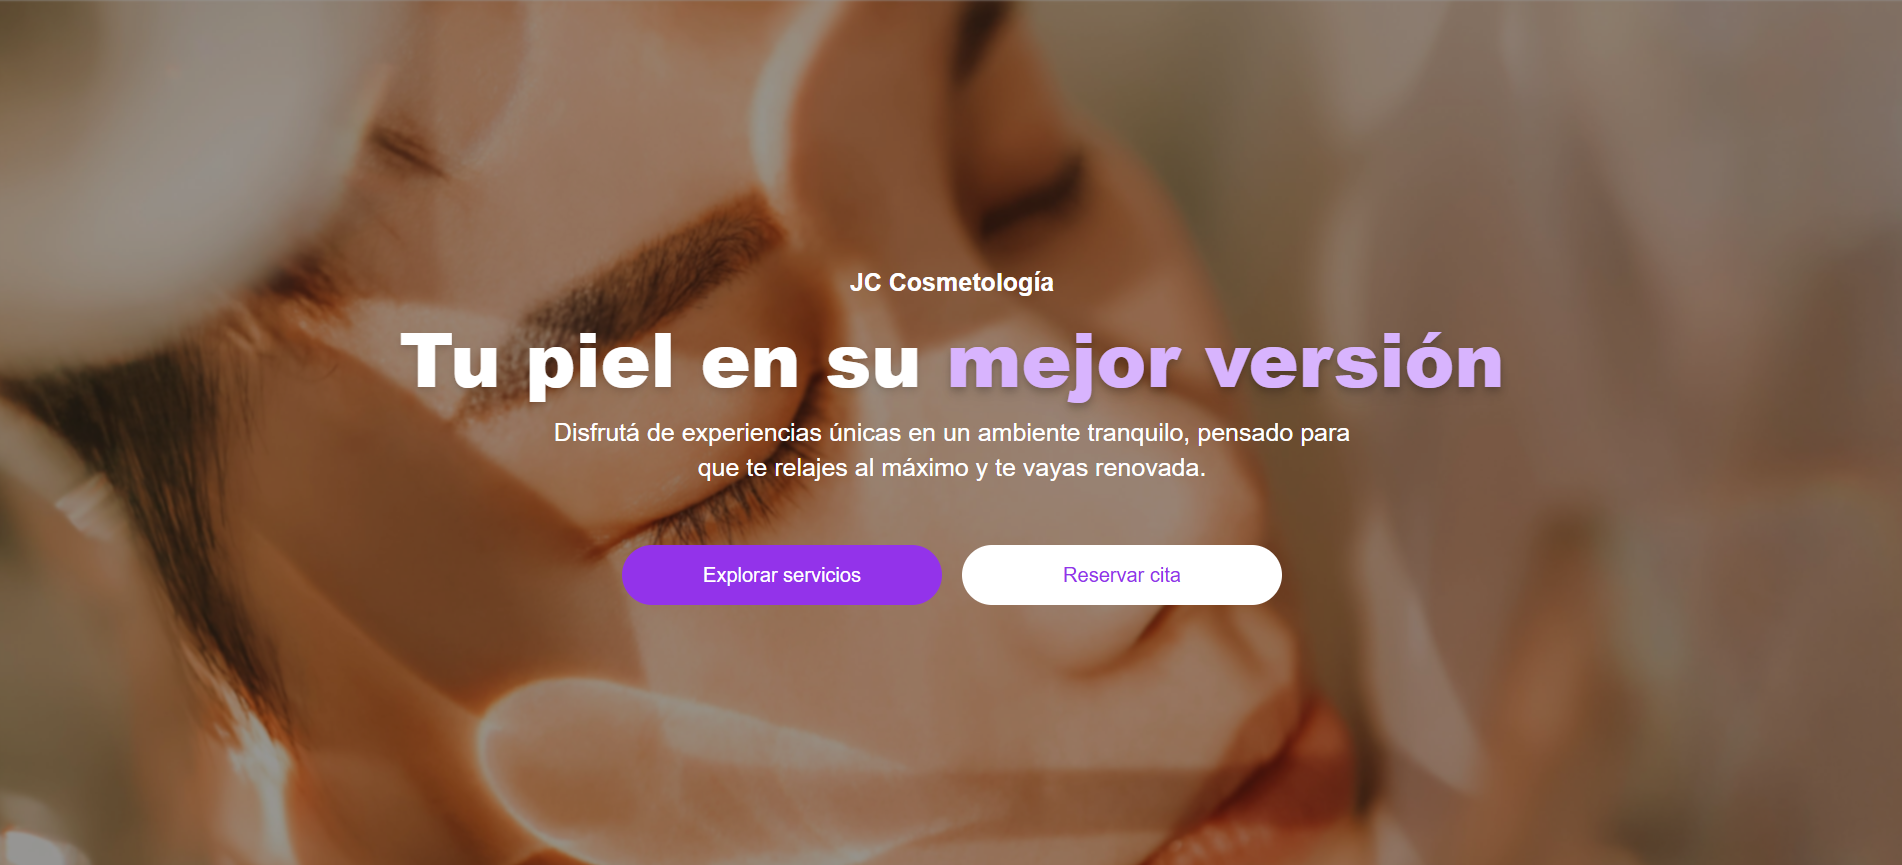 JC Cosmetología
Tu piel en su mejor versión
Disfrutá de experiencias únicas en un ambiente tranquilo, pensado para
que te relajes al máximo y te vayas renovada.
Explorar servicios
Reservar cita